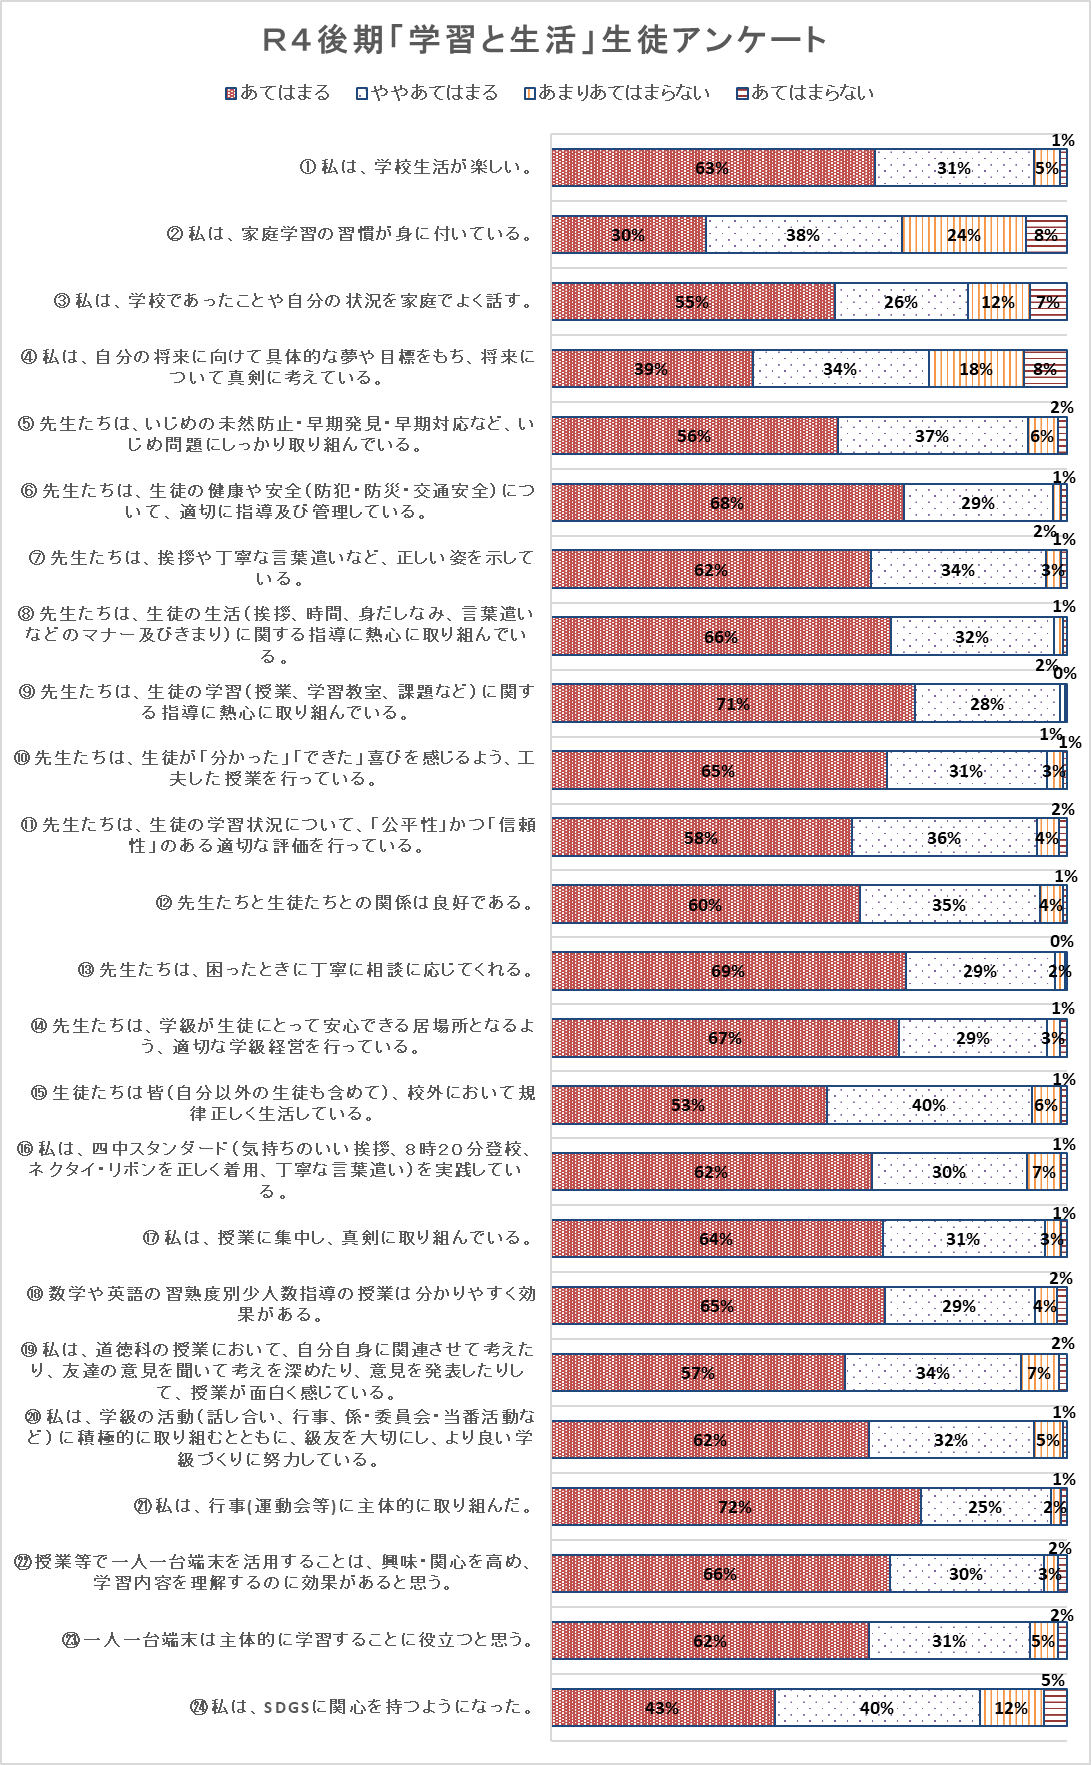 R4後期「学習と生活」生徒アンケート
あてはまる ややあてはまる あまりあてはまらない あてはまらない
①私は、学校生活が楽しい。
63% 31% 5% 1%
②私は、家庭学習の習慣が身に付いている。
30% 38% 24% 8%
③私は、学校であったことや自分の状況を家庭でよく話す。
55% 26% 12% 7%
④私は、自分の将来に向けて具体的な夢や目標をもち、将来に
ついて真剣に考えている。
39% 34% 18% 8%
⑤先生たちは、いじめの未然防止・早期発見・早期対応など、い
じめ問題にしっかり取り組んでいる。
56% 37% 6% 2%
⑥先生たちは、生徒の健康や安全(防犯・防災・交通安全)につ
いて、適切に指導及び管理している。
68% 29% 2% 1%
⑦先生たちは、挨拶や丁寧な言葉遣いなど、正しい姿を示して
いる。
62% 34% 3% 1%
⑧先生たちは、生徒の生活(挨拶、時間、身だしなみ、言葉遣い
などのマナー及びきまり)に関する指導に熱心に取り組んでい
る。
66% 32% 2% 1%
⑨先生たちは、生徒の学習(授業、学習教室、課題など)に関す
る指導に熱心に取り組んでいる。
71% 28% 1% 0%
⑩先生たちは、生徒が「分かった」「できた」喜びを感じるよう、工
夫した授業を行っている。
65% 31% 3% 1%
⑪先生たちは、生徒の学習状況について、「公平性」かつ「信頼
性」のある適切な評価を行っている。
58% 36% 4% 2%
⑫先生たちと生徒たちとの関係は良好である。
60% 35% 4% 1%
⑬先生たちは、困ったときに丁寧に相談に応じてくれる。
69% 29% 2% 0%
⑭先生たちは、学級が生徒にとって安心できる居場所となるよ
う、適切な学級経営を行っている。
67% 29% 3% 1%
⑮生徒たちは皆(自分以外の生徒も含めて)、校外において規
律正しく生活している。
53% 40% 6% 1%
⑯私は、四中スタンダード(気持ちのいい挨拶、8時20分登校、
ネクタイ・リボンを正しく着用、丁寧な言葉遣い)を実践してい
る。
62% 30% 7% 1%
⑰私は、授業に集中し、真剣に取り組んでいる。
64% 31% 3% 1%
⑱数学や英語の習熟度別少人数指導の授業は分かりやすく効
果がある。
65% 29% 4% 2%
⑲私は、道徳科の授業において、自分自身に関連させて考えた
り、友達の意見を聞いて考えを深めたり、意見を発表したりし
て、授業が面白く感じている。
57% 34% 7% 2%
⑳私は、学級の活動(話し合い、行事、係・委員会・当番活動な
ど)に積極的に取り組むとともに、級友を大切にし、より良い学
級づくりに努力している。
62% 32% 5% 1%
㉑私は、行事(運動会等)に主体的に取り組んだ。
72% 25% 2% 1%
㉒授業等で一人一台端末を活用することは、興味・関心を高め、
学習内容を理解するのに効果があると思う。
66% 30% 3% 2%
㉓一人一台端末は主体的に学習することに役立つと思う。
62% 31% 5% 2%
㉔私は、SDGSに関心を持つようになった。
43% 40% 12% 5%